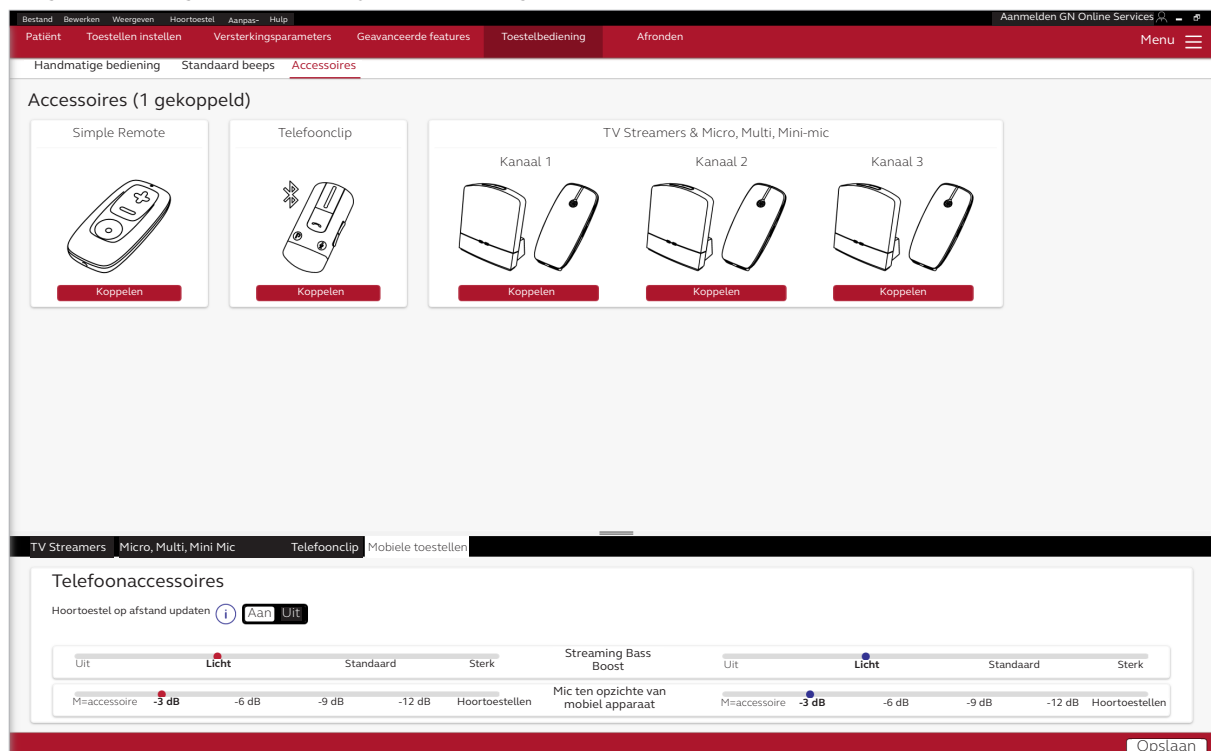 Bestand Bewerken Weergeven Hoortoestel Aanpas- Hulp Aanmelden GN Online Services
Patiënt Toestellen instellen Versterkingsparameters Geavanceerde features Toestelbediening Afronden Menu
Handmatige bediening Standaard beeps Accessoires
Accessoires (1 gekoppeld)
Simple Remote Telefoonclip TV Streamers & Micro, Multi, Mini-mic
Kanaal 1 Kanaal 2 Kanaal 3
Koppelen Koppelen Koppelen Koppelen Koppelen
TV Streamers Micro, Multi, Mini Mic Telefoonclip Mobiele toestellen
Telefoonaccessoires
Hoortoestel op afstand updaten i Aan Uit
Uit Licht Standaard Sterk Streaming Bass Boost Uit Licht Standaard Sterk
M=accessoire -3 dB -6 dB -9 dB -12 dB Hoortoestellen Mic ten opzichte van mobiel apparaat M=accessoire -3 dB -6 dB -9 dB -12 dB Hoortoestellen
Opslaan